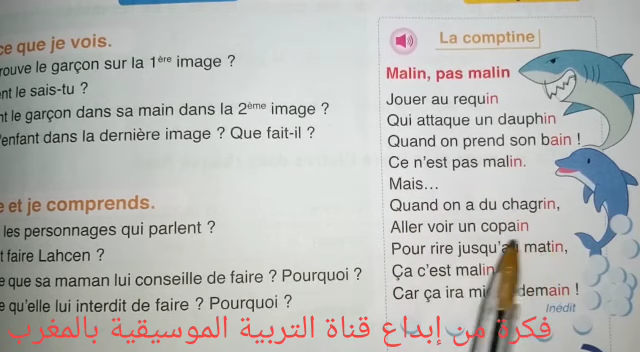 ce que je vois.
rouve le garçon sur la 1ère image ?
nt le sais-tu ?
nt le garçon dans sa main dans la 2ème image ?
'enfant dans la dernière image ? Que fait-il ?
e et je comprends.
les personnages qui parlent ?
t faire Lahcen ?
e que sa maman lui conseille de faire ? Pourquoi ?
e qu'elle lui interdit de faire ? Pourquoi ?
La comptine
Malin, pas malin
Jouer au requin
Qui attaque un dauphin
Quand on prend son bain !
Ce n'est pas malin.
Mais...
Quand on a du chagrin,
Aller voir un copain
Pour rire jusqu'au matin,
Ça c'est malin
Car ça ira demain !
Inédit
فكرة من إبداع قناة التربية الموسيقية بالمغرب